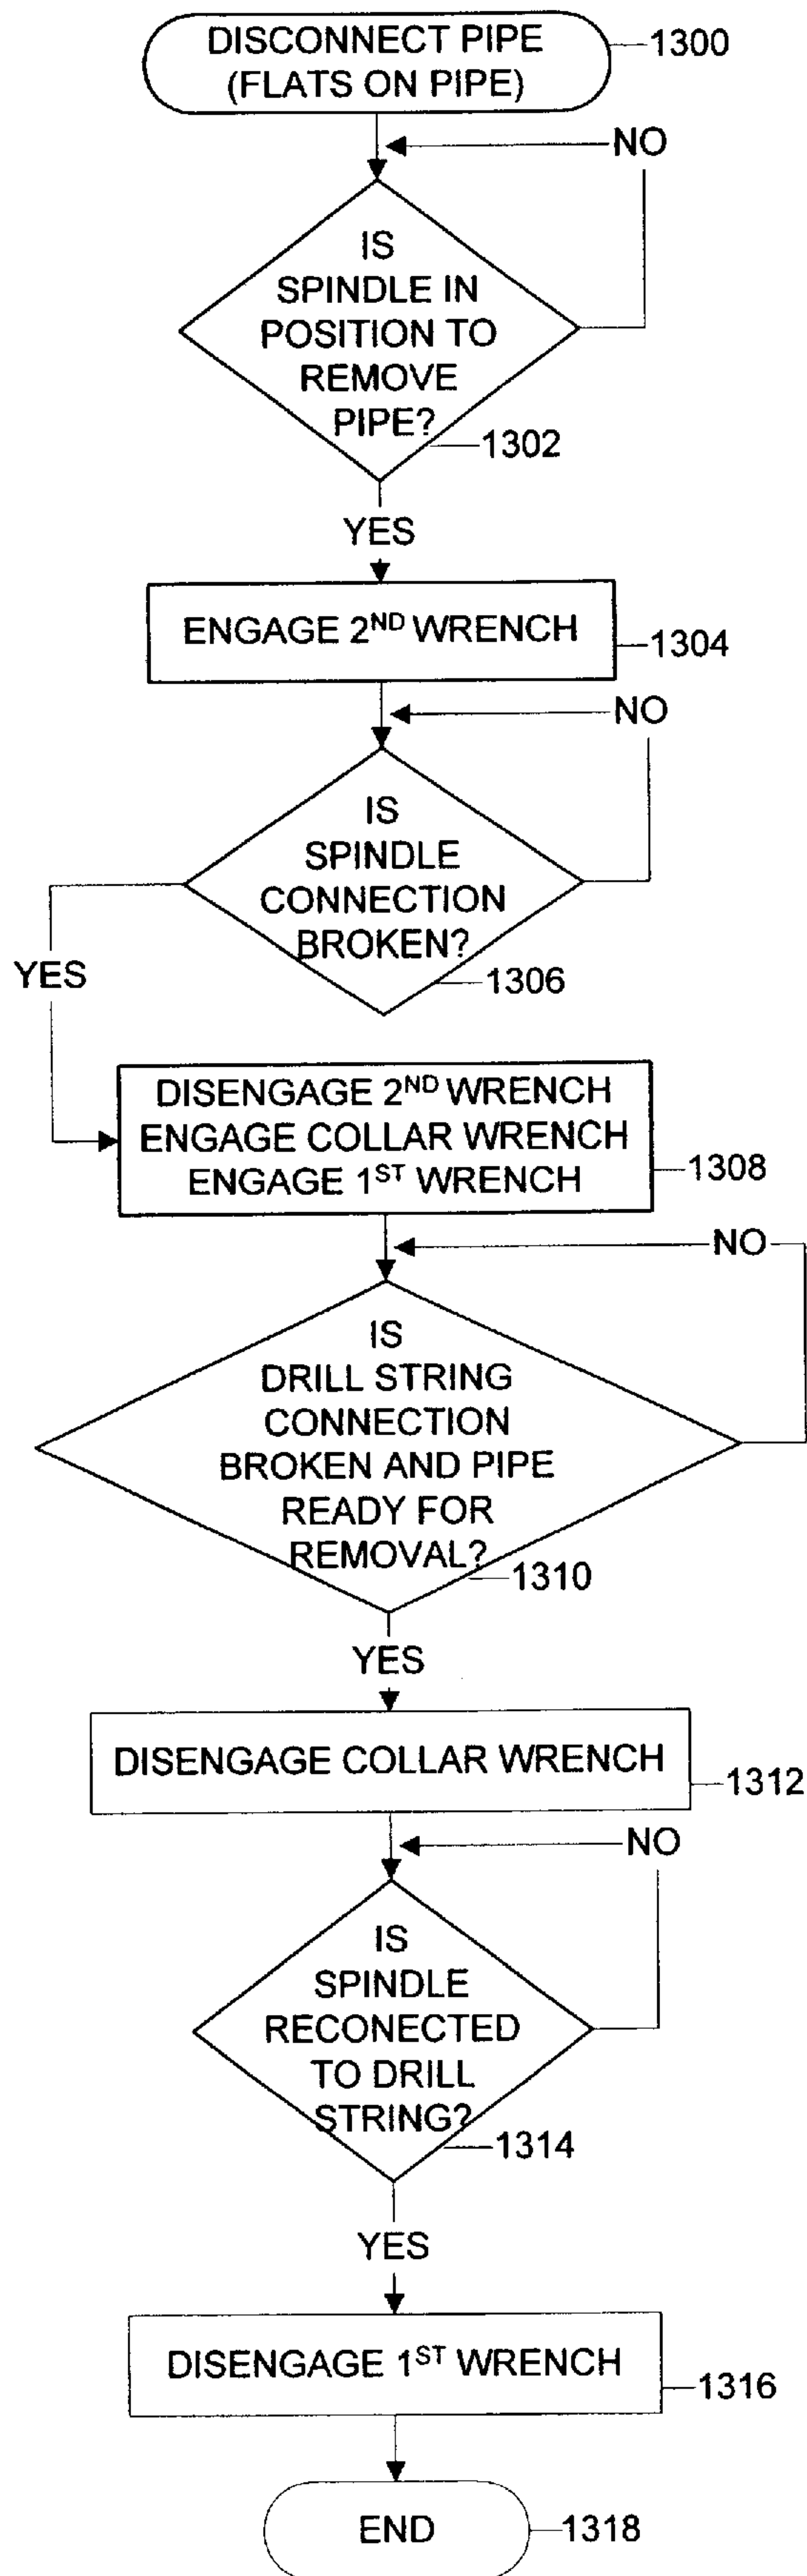 DISCONNECT PIPE
(FLATS ON PIPE)
1300
NO
IS
SPINDLE IN
POSITION TO
REMOVE
PIPE?
1302
YES
ENGAGE 2ND WRENCH
1304
NO
IS
SPINDLE
CONNECTION
BROKEN?
1306
YES
DISENGAGE 2ND WRENCH
ENGAGE COLLAR WRENCH
ENGAGE 1ST WRENCH
1308
NO
IS
DRILL STRING
CONNECTION
BROKEN AND PIPE
READY FOR
REMOVAL?
1310
YES
DISENGAGE COLLAR WRENCH
1312
NO
IS
SPINDLE
RECONECTED
TO DRILL
STRING?
1314
YES
DISENGAGE 1ST WRENCH
1316
END
1318